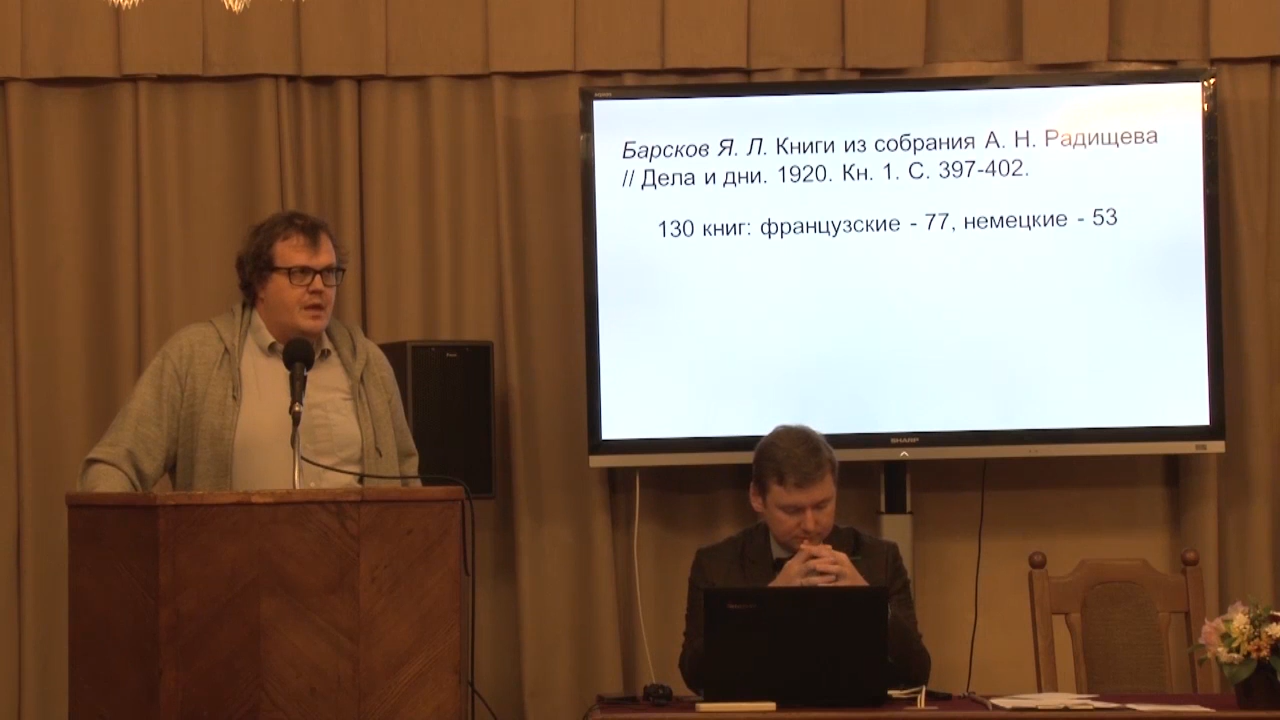 Барсков Я. Л. Книги из собрания А. Н. Радищева
// Дела и дни. 1920. Кн. 1. С. 397-402.
130 книг: французские - 77, немецкие - 53
SHARP